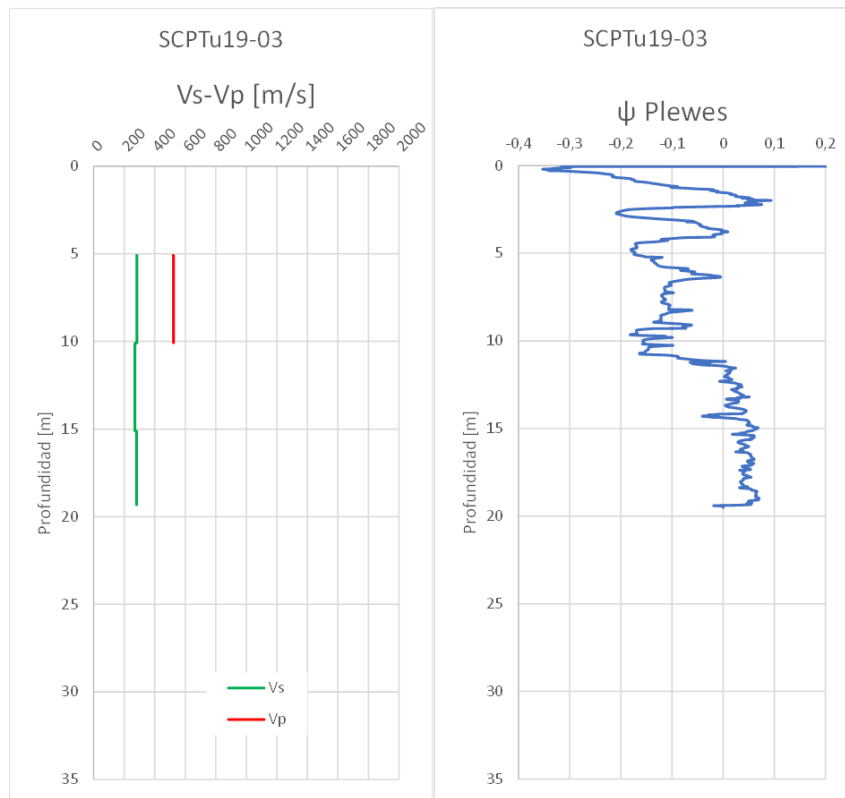 SCPTu19-03
Vs-Vp [m/s]
0 200 400 600 800 1000 1200 1400 1600 1800 2000
0
5
10
15
20
25
30
35
Profundidad [m]
Vs
Vp
SCPTu19-03
ψ Plewes
-0,4 -0,3 -0,2 -0,1 0 0,1 0,2
0
5
10
15
20
25
30
35
Profundidad [m]